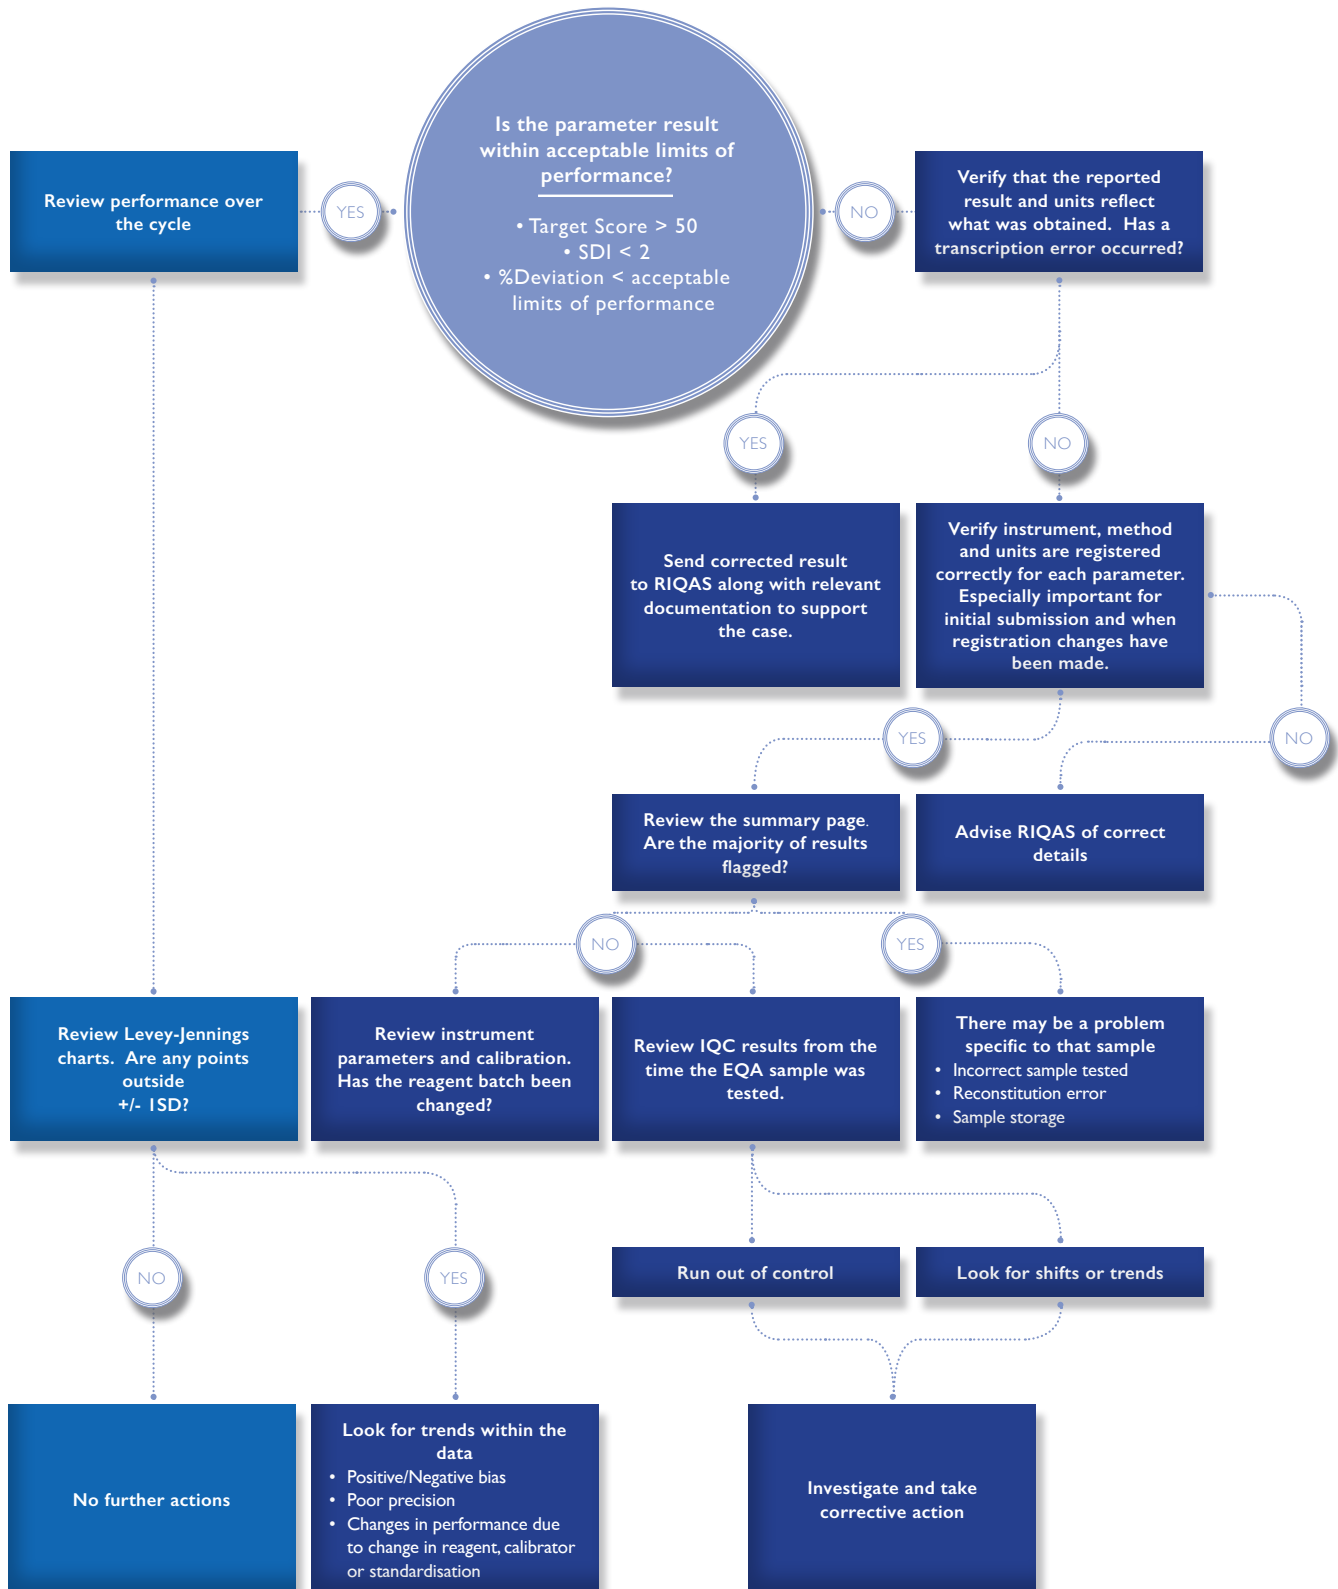 Is the parameter result
within acceptable limits of
performance?
• Target Score > 50
• SDI < 2
• %Deviation < acceptable
limits of performance
Review performance over
the cycle
YES
NO
Verify that the reported
result and units reflect
what was obtained. Has a
transcription error occurred?
YES
NO
Send corrected result
to RIQAS along with relevant
documentation to support
the case.
Verify instrument, method
and units are registered
correctly for each parameter.
Especially important for
initial submission and when
registration changes have
been made.
YES
NO
Review the summary page.
Are the majority of results
flagged?
Advise RIQAS of correct
details
NO
YES
Review Levey-Jennings
charts. Are any points
outside
+/- 1SD?
Review instrument
parameters and calibration.
Has the reagent batch been
changed?
Review IQC results from the
time the EQA sample was
tested.
There may be a problem
specific to that sample
• Incorrect sample tested
• Reconstitution error
• Sample storage
NO
YES
Run out of control
Look for shifts or trends
No further actions
Look for trends within the
data
• Positive/Negative bias
• Poor precision
• Changes in performance due
to change in reagent, calibrator
or standardisation
Investigate and take
corrective action